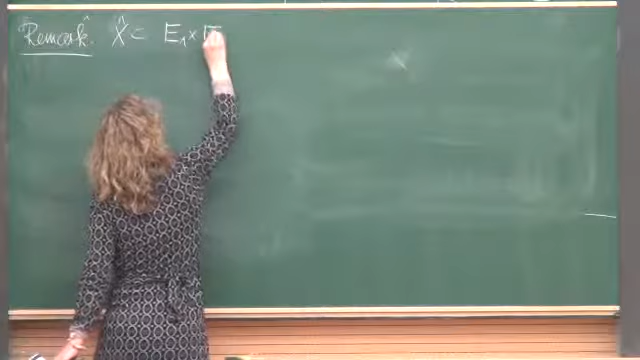 Remark. X̂ = E₁ × E